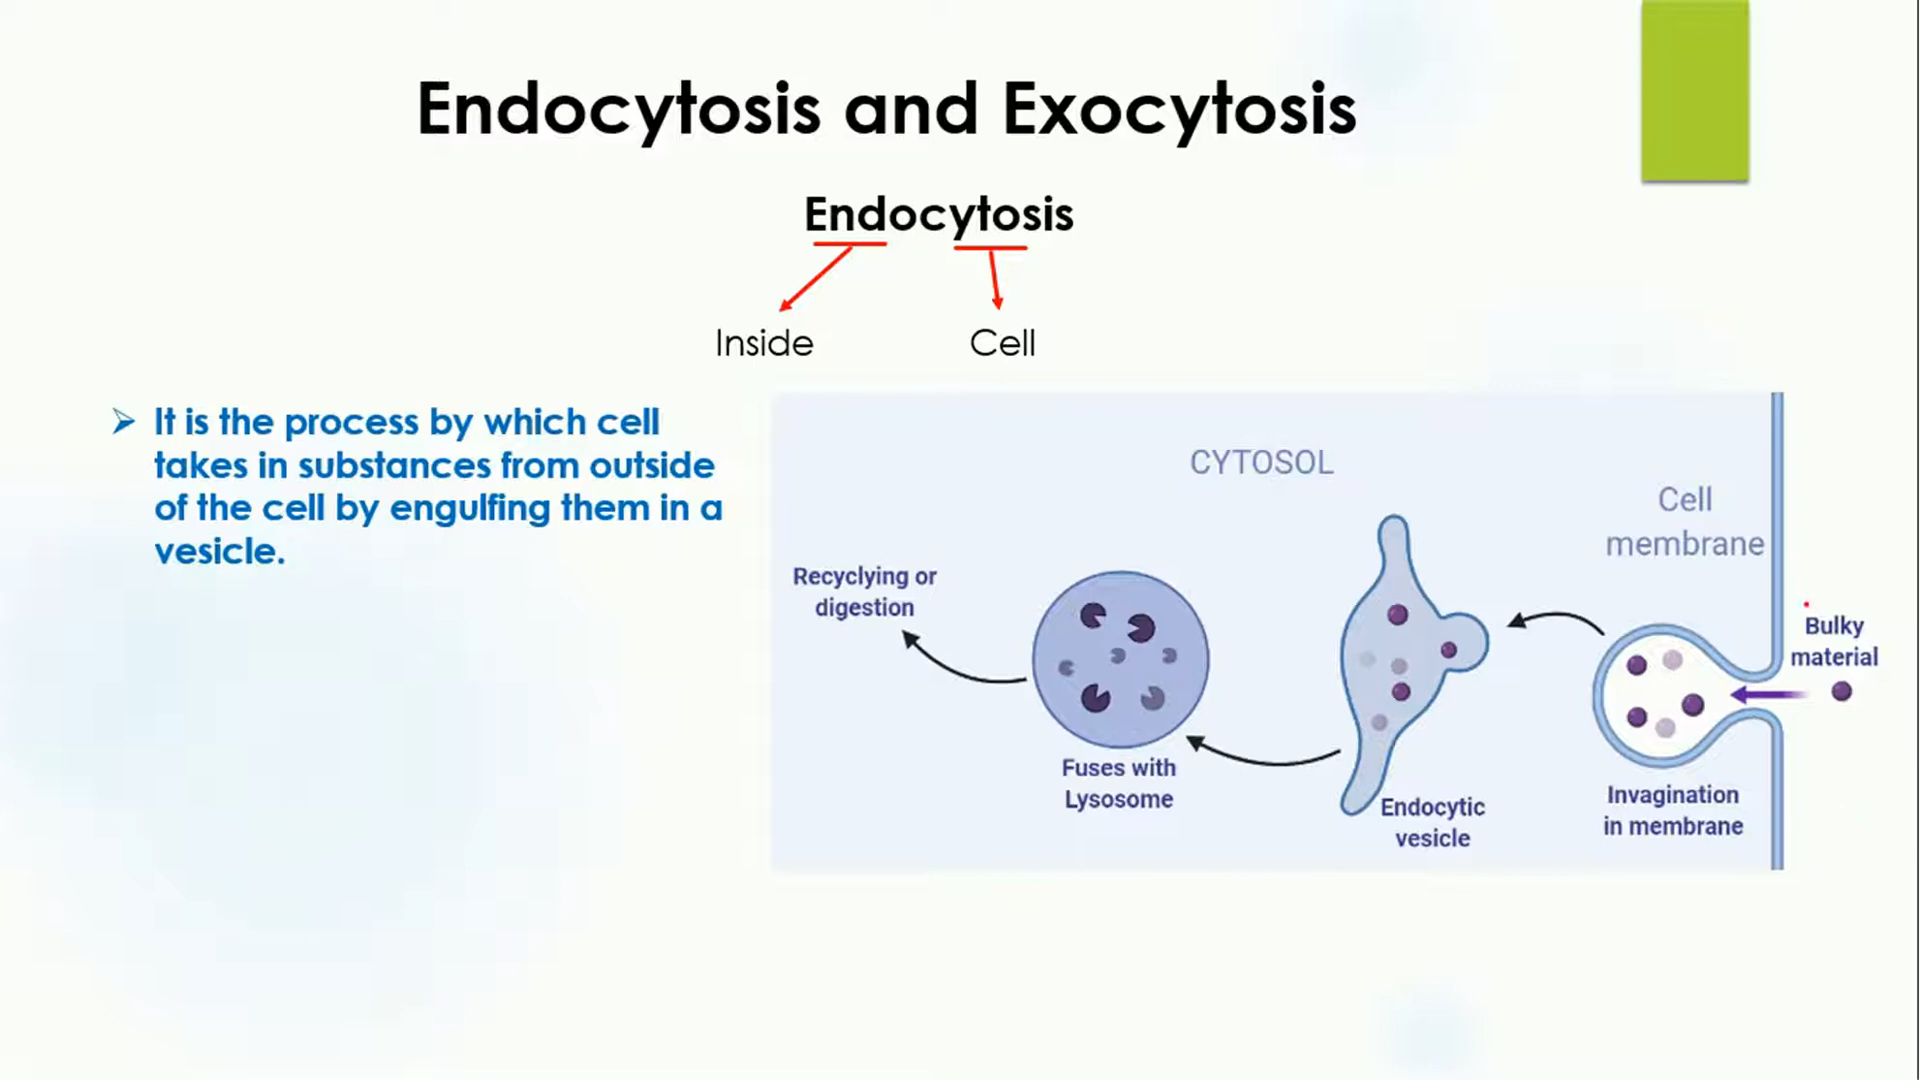 Endocytosis and Exocytosis
Endocytosis
Inside
Cell
It is the process by which cell
takes in substances from outside
of the cell by engulfing them in a
vesicle.
CYTOSOL
Cell
membrane
Recyclying or
digestion
Bulky
material
Fuses with
Lysosome
Endocytic
vesicle
Invagination
in membrane